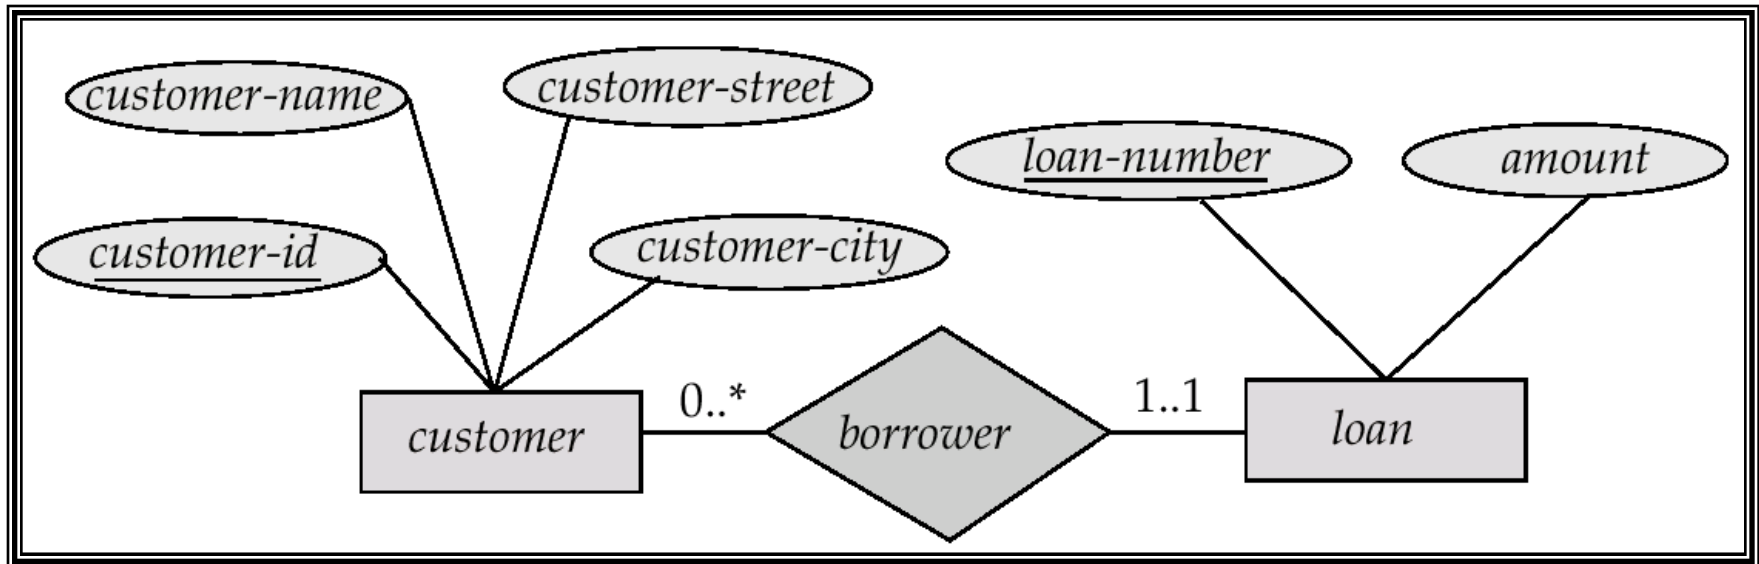 customer-name
customer-street
loan-number
amount
customer-id
customer-city
0..*
1..1
customer
borrower
loan